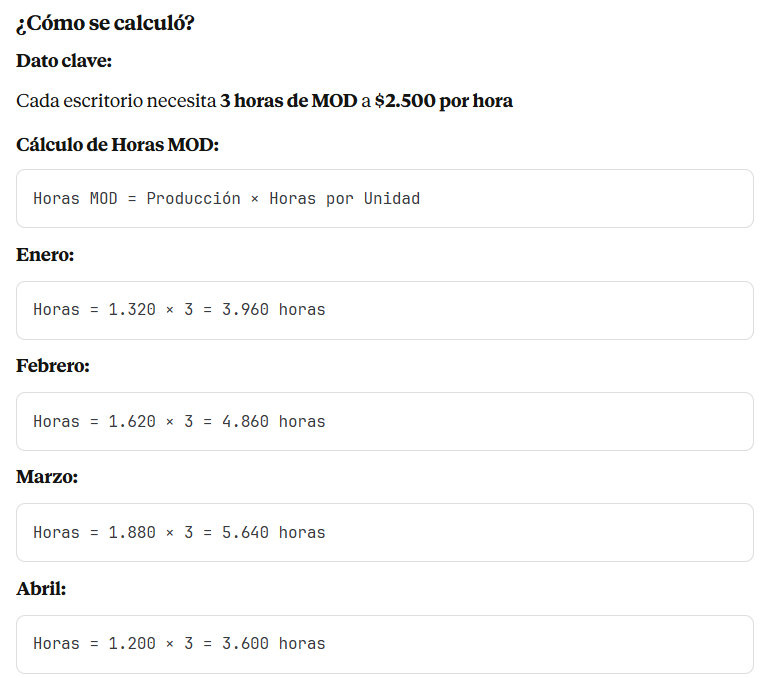 ¿Cómo se calculó?
Dato clave:
Cada escritorio necesita 3 horas de MOD a $2.500 por hora
Cálculo de Horas MOD:
Horas MOD = Producción × Horas por Unidad
Enero:
Horas = 1.320 × 3 = 3.960 horas
Febrero:
Horas = 1.620 × 3 = 4.860 horas
Marzo:
Horas = 1.880 × 3 = 5.640 horas
Abril:
Horas = 1.200 × 3 = 3.600 horas